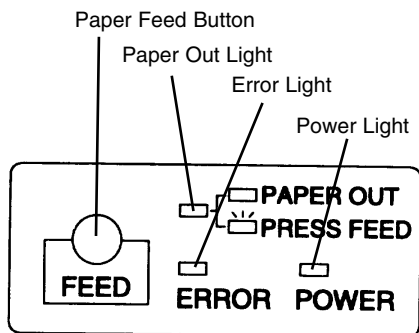 Paper Feed Button
Paper Out Light
Error Light
Power Light
PAPER OUT
PRESS FEED
FEED
ERROR
POWER